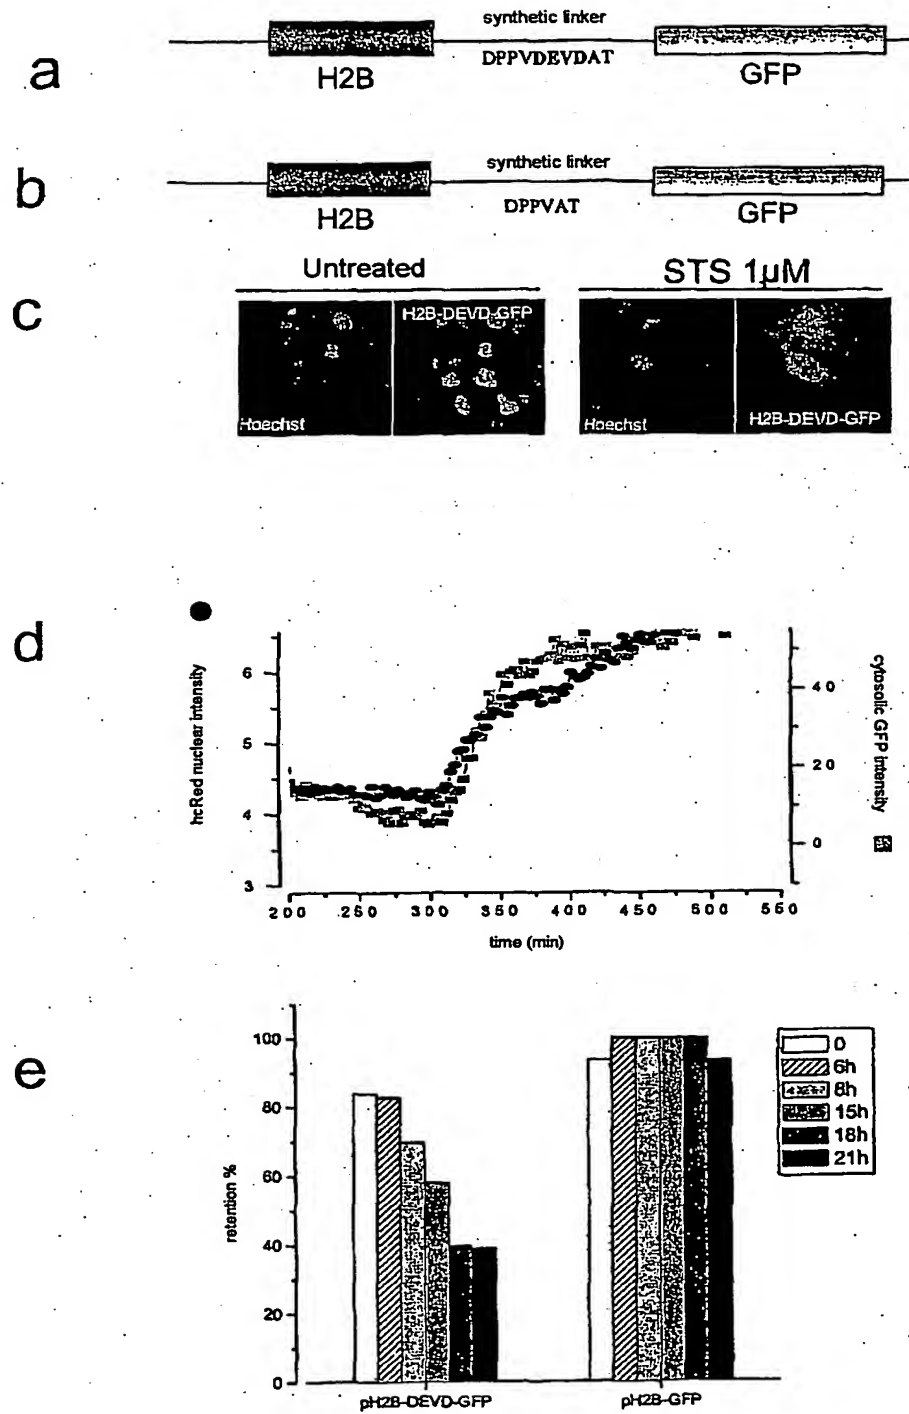 a
synthetic linker
DPPVDEVDAT
H2B
GFP
b
synthetic linker
DPPVAT
H2B
GFP
c
Untreated
STS 1µM
Hoechst
H2B-DEVD-GFP
Hoechst
H2B-DEVD-GFP
d
hcRed nuclear intensity
6
5
4
3
200 250 300 350 400 450 500 550
time (min)
40
20
0
cytosolic GFP intensity
e
retention %
100
80
60
40
20
0
pH2B-DEVD-GFP
pH2B-GFP
0
6h
8h
15h
18h
21h